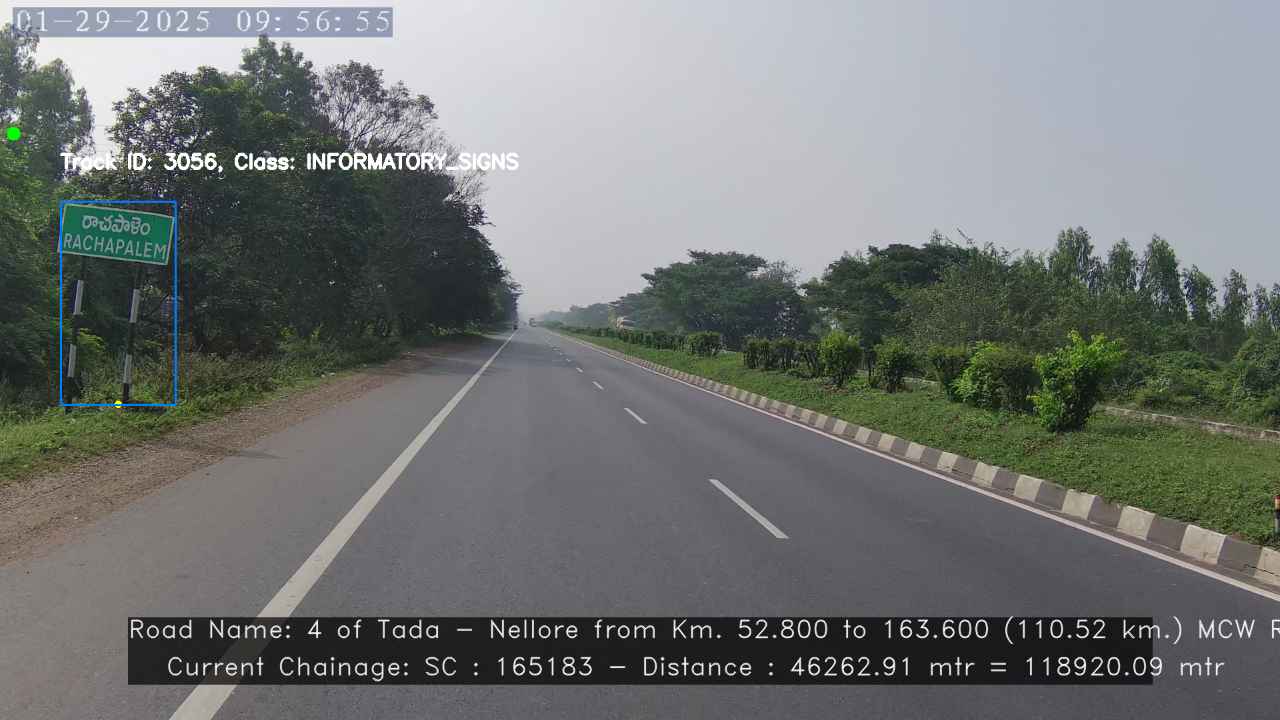 01-29-2025 09:56:55
Track ID: 3056, Class: INFORMATORY_SIGNS
రాచపాళెం
RACHAPALEM
Road Name: 4 of Tada - Nellore from Km. 52.800 to 163.600 (110.52 km.) MCW R
Current Chainage: SC : 165183 - Distance : 46262.91 mtr = 118920.09 mtr